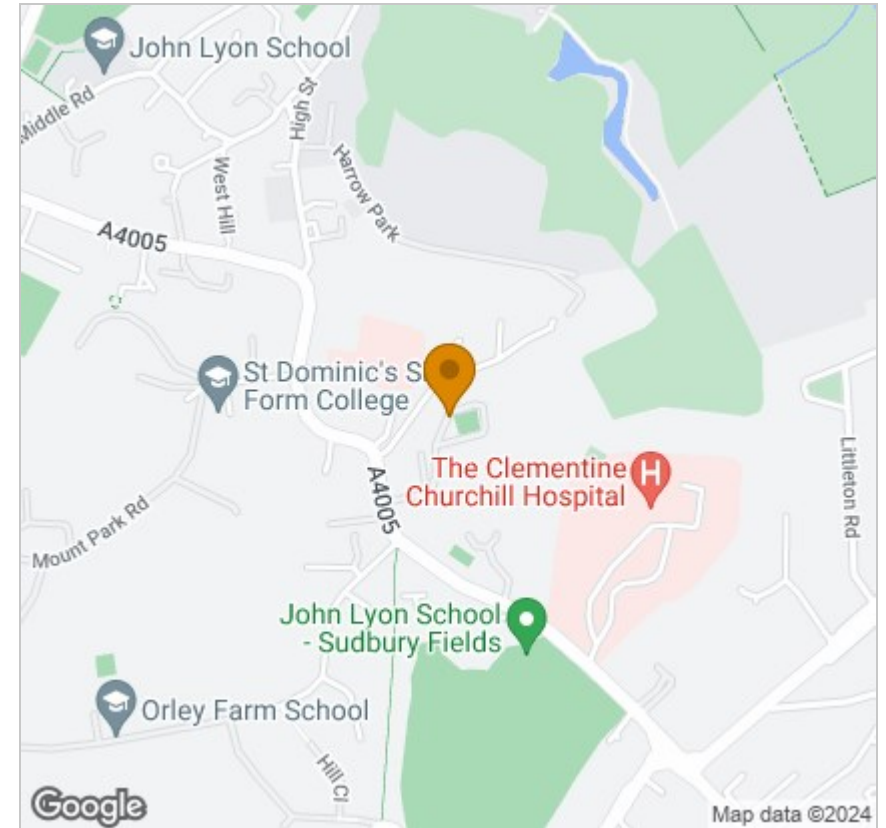 John Lyon School
Middle Rd
High St
West Hill
Harrow Park
A4005
St Dominic's S
Form College
The Clementine
Churchill Hospital
A4005
Littleton Rd
Mount Park Rd
John Lyon School
- Sudbury Fields
Orley Farm School
Hill Cl
Google
Map data ©2024